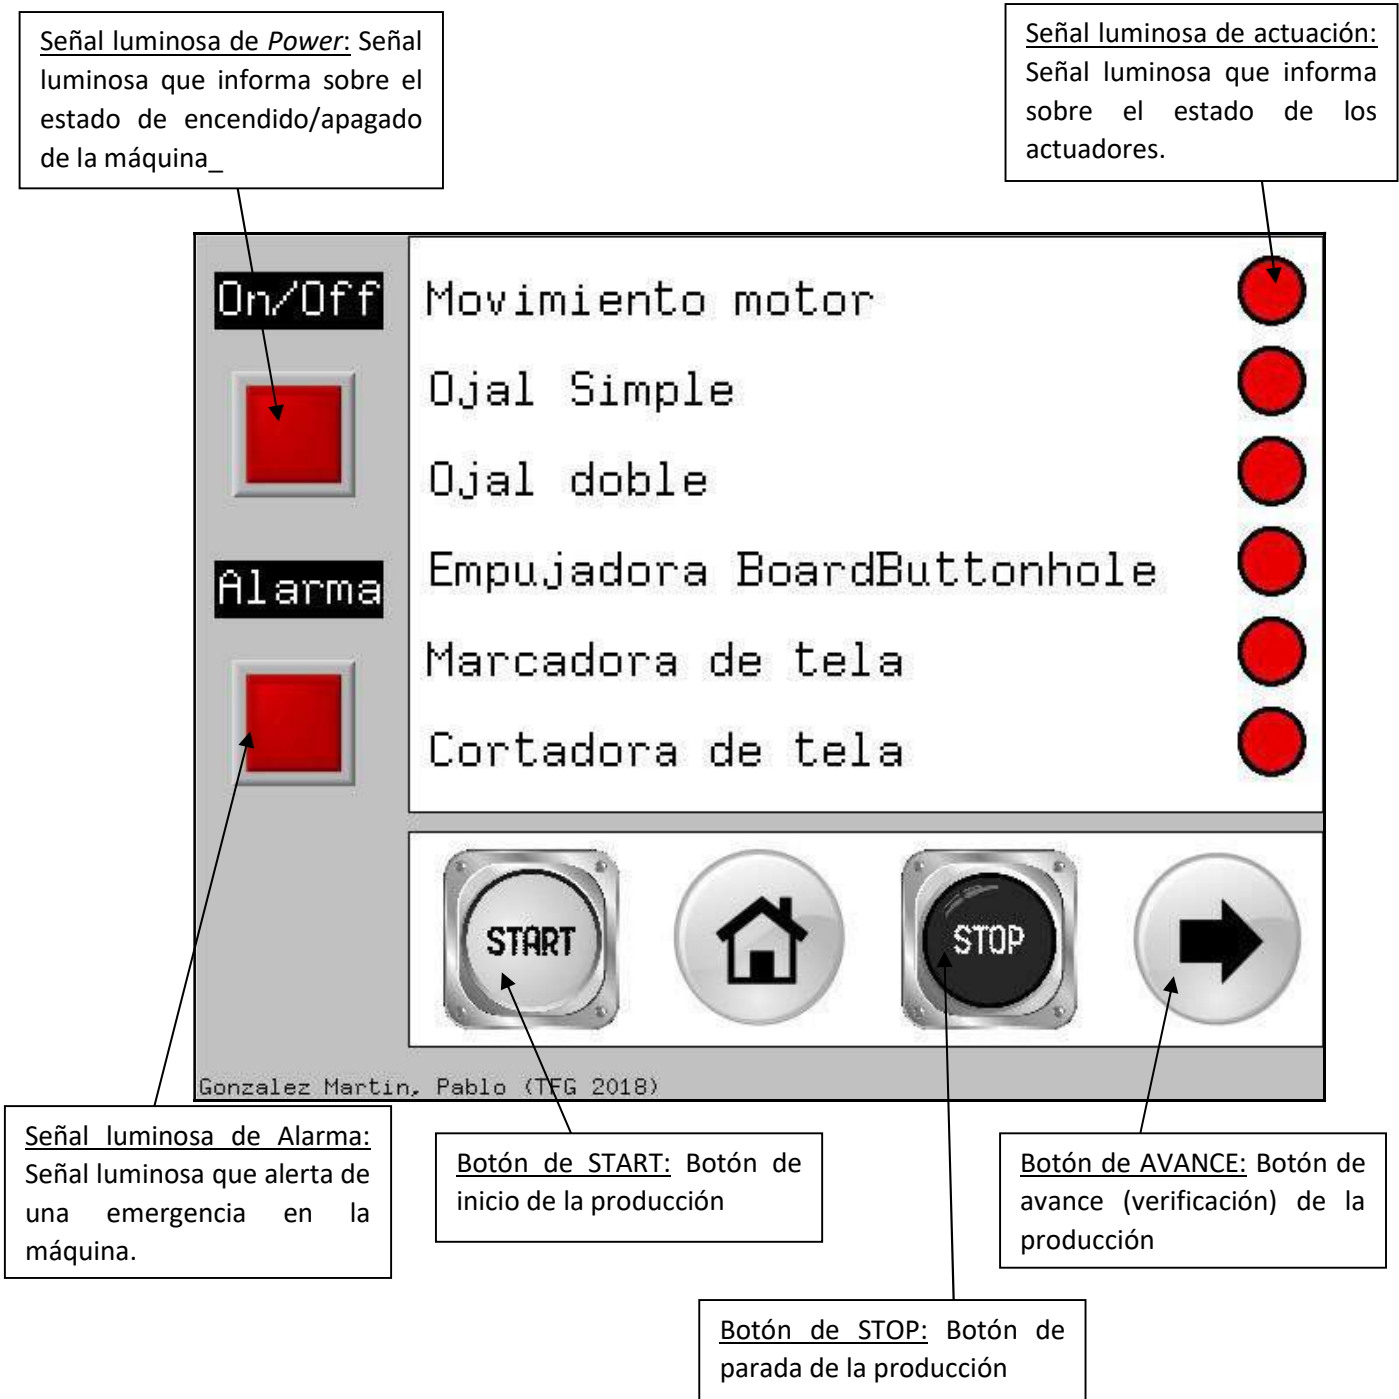 Señal luminosa de Power: Señal
luminosa que informa sobre el
estado de encendido/apagado
de la máquina_
Señal luminosa de actuación:
Señal luminosa que informa
sobre el estado de los
actuadores.
On/Off
Movimiento motor
Ojal Simple
Ojal doble
Alarma
Empujadora BoardButtonhole
Marcadora de tela
Cortadora de tela
START
STOP
Gonzalez Martin, Pablo (TFG 2018)
Señal luminosa de Alarma:
Señal luminosa que alerta de
una emergencia en la
máquina.
Botón de START: Botón de
inicio de la producción
Botón de AVANCE: Botón de
avance (verificación) de la
producción
Botón de STOP: Botón de
parada de la producción